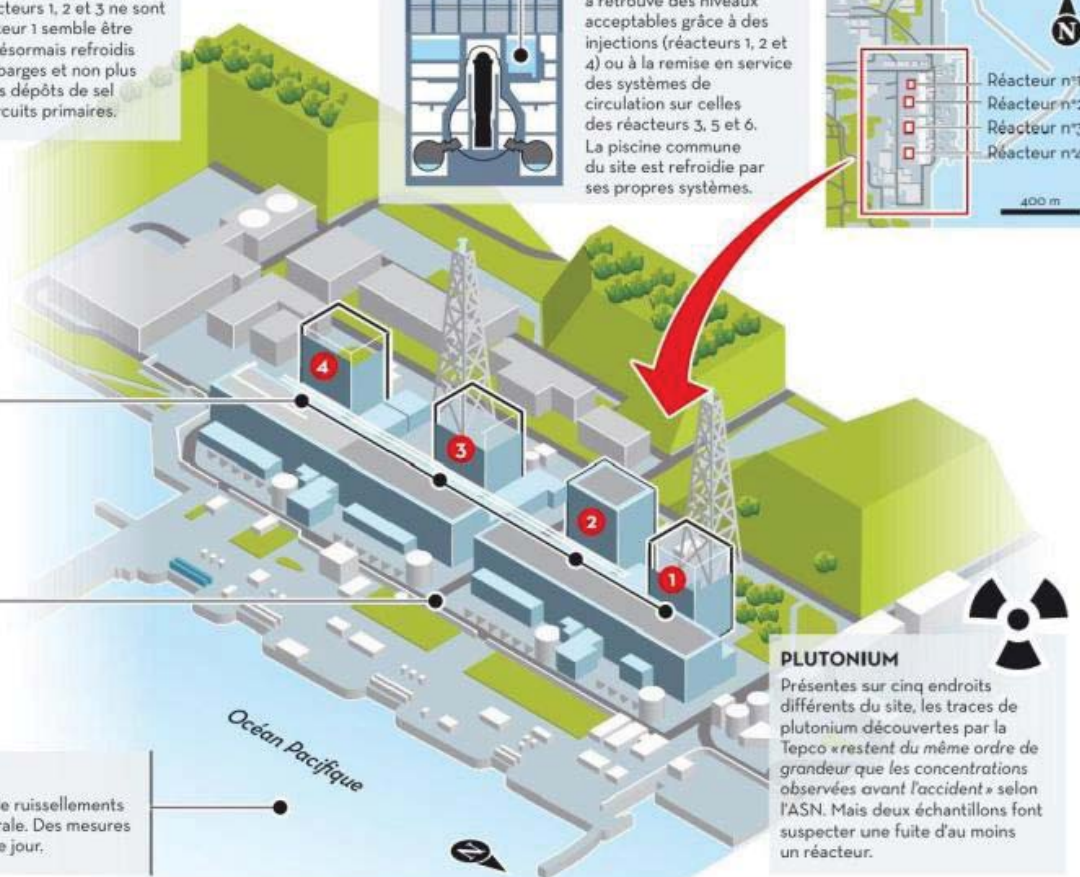 cteurs 1, 2 et 3 ne sont
teur 1 semble être
ésormais refroidis
barges et non plus
s dépôts de sel
rcuits primaires.
a retrouvé des niveaux
acceptables grâce à des
injections (réacteurs 1, 2 et
4) ou à la remise en service
des systèmes de
circulation sur celles
des réacteurs 3, 5 et 6.
La piscine commune
du site est refroidie par
ses propres systèmes.
N
Réacteur n°1
Réacteur n°2
Réacteur n°3
Réacteur n°4
400 m
4
3
2
1
Océan Pacifique
N
e ruissellements
rale. Des mesures
e jour.
PLUTONIUM
Présentes sur cinq endroits
différents du site, les traces de
plutonium découvertes par la
Tepco «restent du même ordre de
grandeur que les concentrations
observées avant l'accident» selon
l'ASN. Mais deux échantillons font
suspecter une fuite d'au moins
un réacteur.